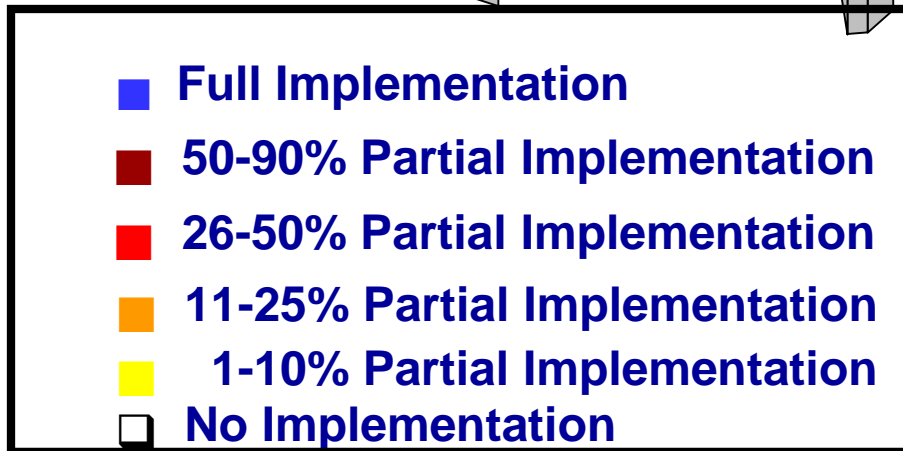 Full Implementation
50-90% Partial Implementation
26-50% Partial Implementation
11-25% Partial Implementation
1-10% Partial Implementation
No Implementation